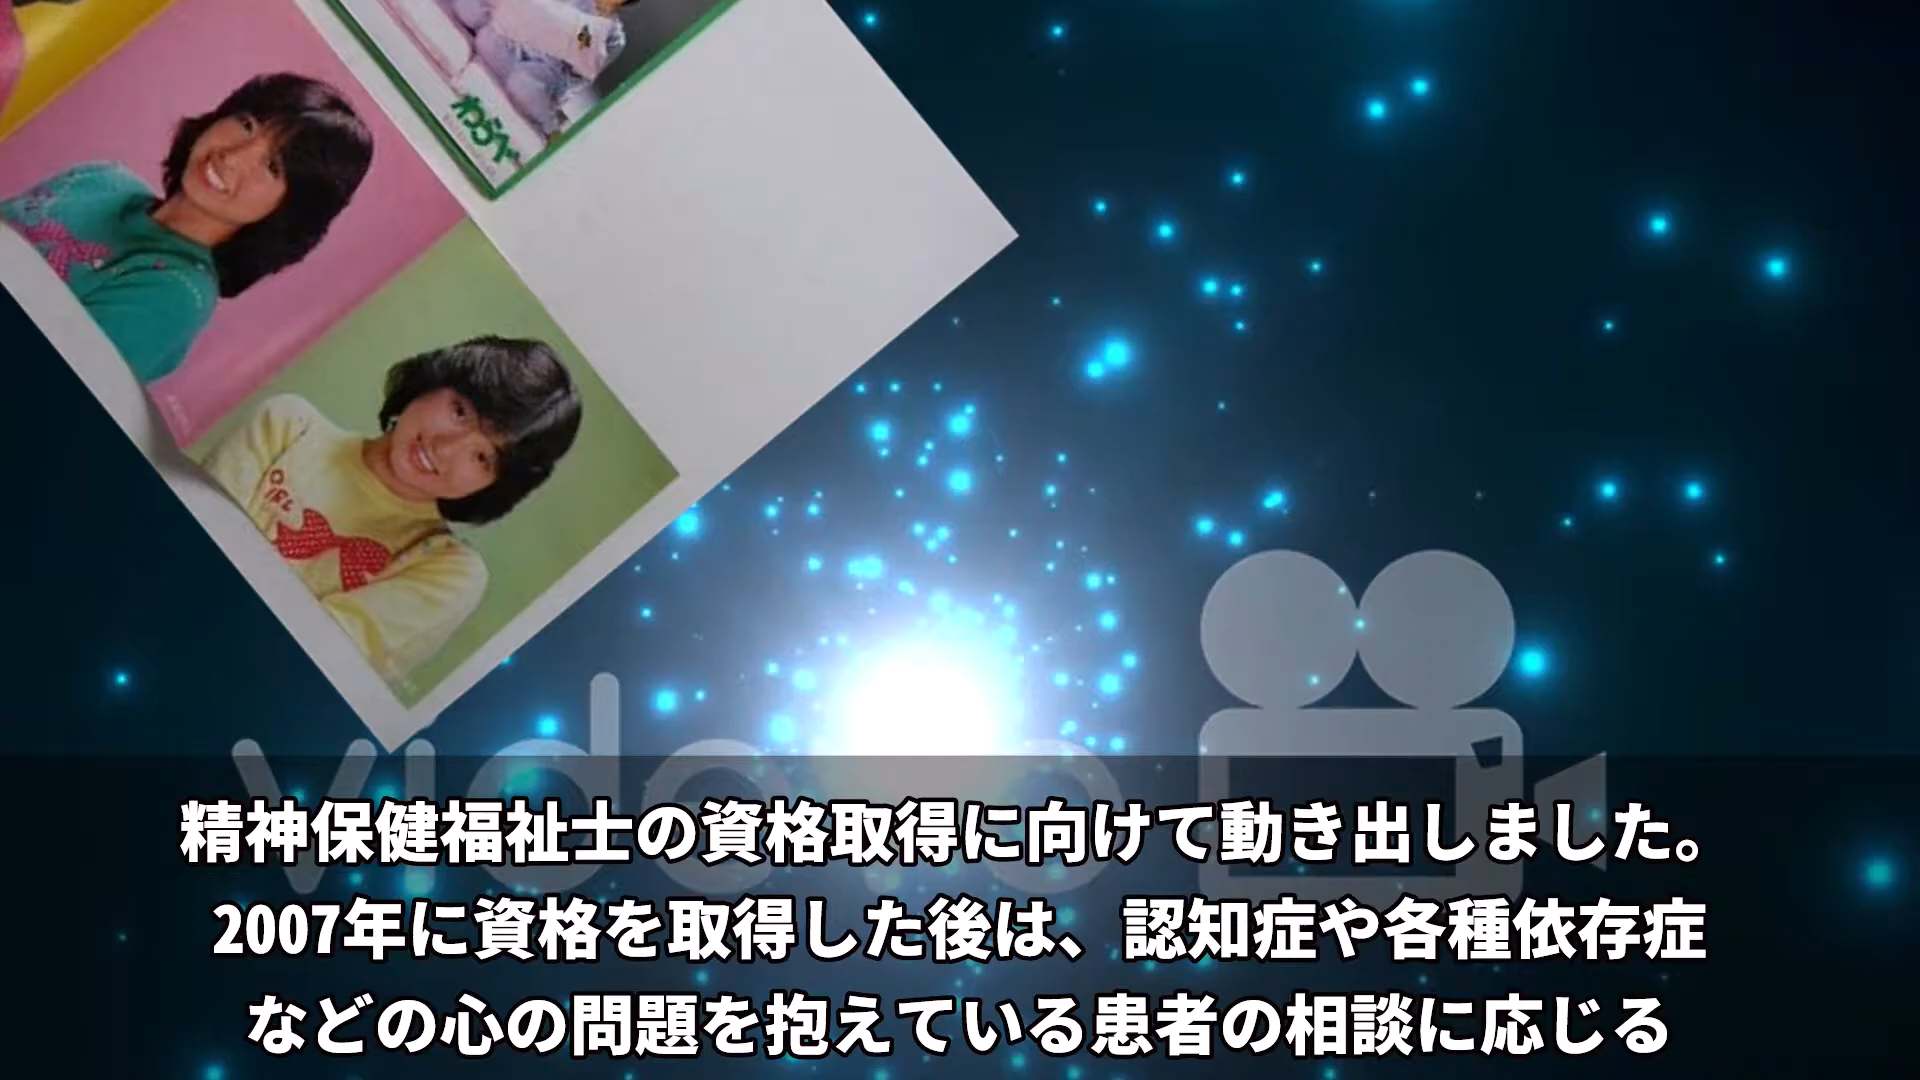 わらべ
精神保健福祉士の資格取得に向けて動き出しました。
2007年に資格を取得した後は、認知症や各種依存症
などの心の問題を抱えている患者の相談に応じる